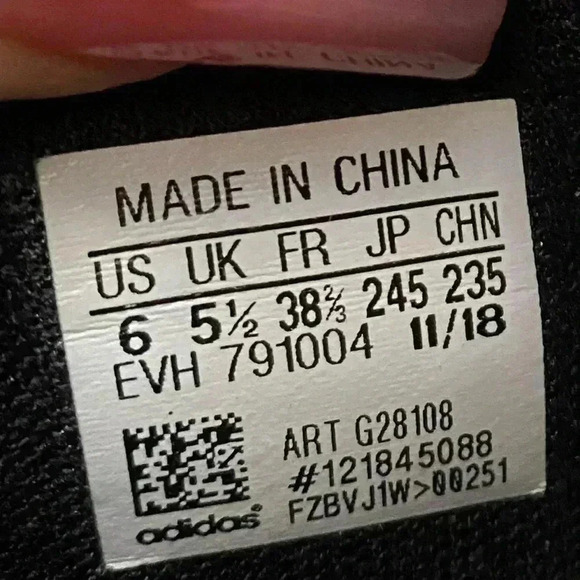 MADE IN CHINA
US UK FR JP CHN
6 5½ 38⅔ 245 235
EVH 791004 11/18
ART G28108
#121845088
FZBVJ1W>00251
adidas®